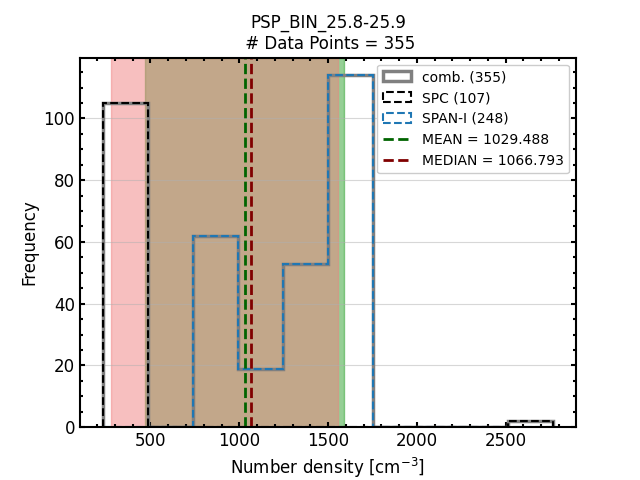 PSP_BIN_25.8-25.9
# Data Points = 355
comb. (355)
SPC (107)
SPAN-I (248)
MEAN = 1029.488
MEDIAN = 1066.793
Frequency
100
80
60
40
20
0
500 1000 1500 2000 2500
Number density [cm⁻³]